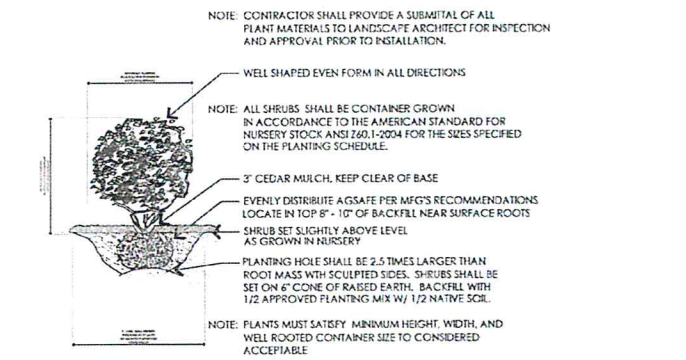 NOTE: CONTRACTOR SHALL PROVIDE A SUBMITTAL OF ALL
PLANT MATERIALS TO LANDSCAPE ARCHITECT FOR INSPECTION
AND APPROVAL PRIOR TO INSTALLATION.
WELL SHAPED EVEN FORM IN ALL DIRECTIONS
NOTE: ALL SHRUBS SHALL BE CONTAINER GROWN
IN ACCORDANCE TO THE AMERICAN STANDARD FOR
NURSERY STOCK ANSI Z60.1-2004 FOR THE SIZES SPECIFIED
ON THE PLANTING SCHEDULE.
3" CEDAR MULCH, KEEP CLEAR OF BASE
EVENLY DISTRIBUTE AGSAFE PER MFG'S RECOMMENDATIONS
LOCATE IN TOP 8" - 10" OF BACKFILL NEAR SURFACE ROOTS
SHRUB SET SLIGHTLY ABOVE LEVEL
AS GROWN IN NURSERY
PLANTING HOLE SHALL BE 2.5 TIMES LARGER THAN
ROOT MASS WTH SCULPTED SIDES. SHRUBS SHALL BE
SET ON 6" CONE OF RAISED EARTH. BACKFILL WITH
1/2 APPROVED PLANTING MIX W/ 1/2 NATIVE SOIL.
NOTE: PLANTS MUST SATISFY MINIMUM HEIGHT, WIDTH, AND
WELL ROOTED CONTAINER SIZE TO CONSIDERED
ACCEPTABLE